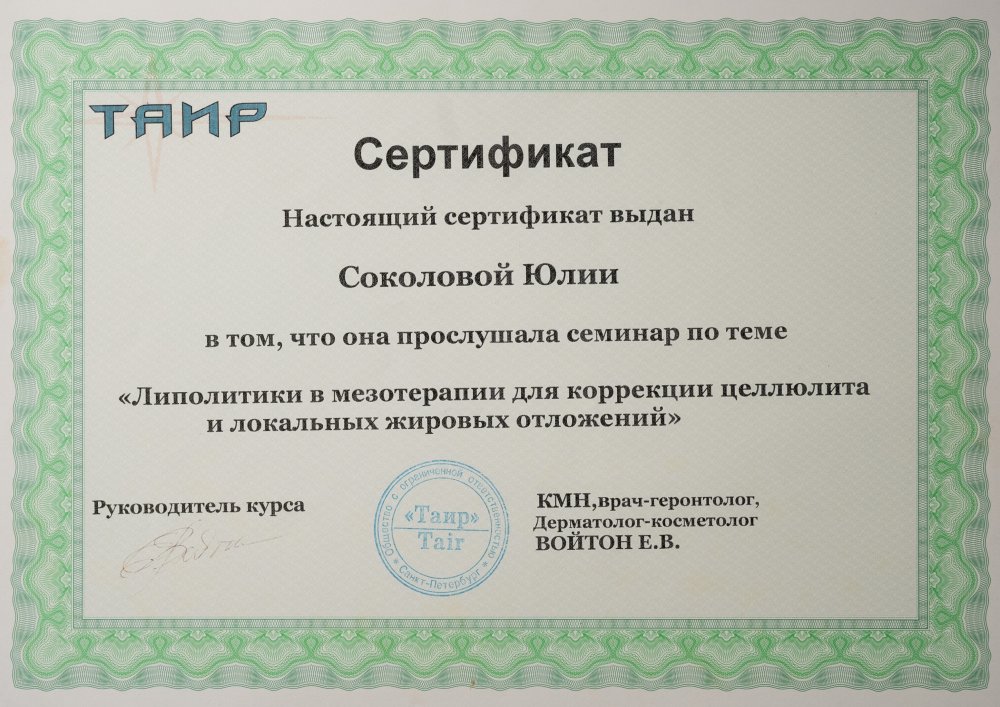 ТАИР
Сертификат
Настоящий сертификат выдан
Соколовой Юлии
в том, что она прослушала семинар по теме
«Липолитики в мезотерапии для коррекции целлюлита
и локальных жировых отложений»
Руководитель курса
Общество с ограниченной ответственностью
«Таир»
Tair
* Санкт-Петербург *
КМН,врач-геронтолог,
Дерматолог-косметолог
ВОЙТОН Е.В.